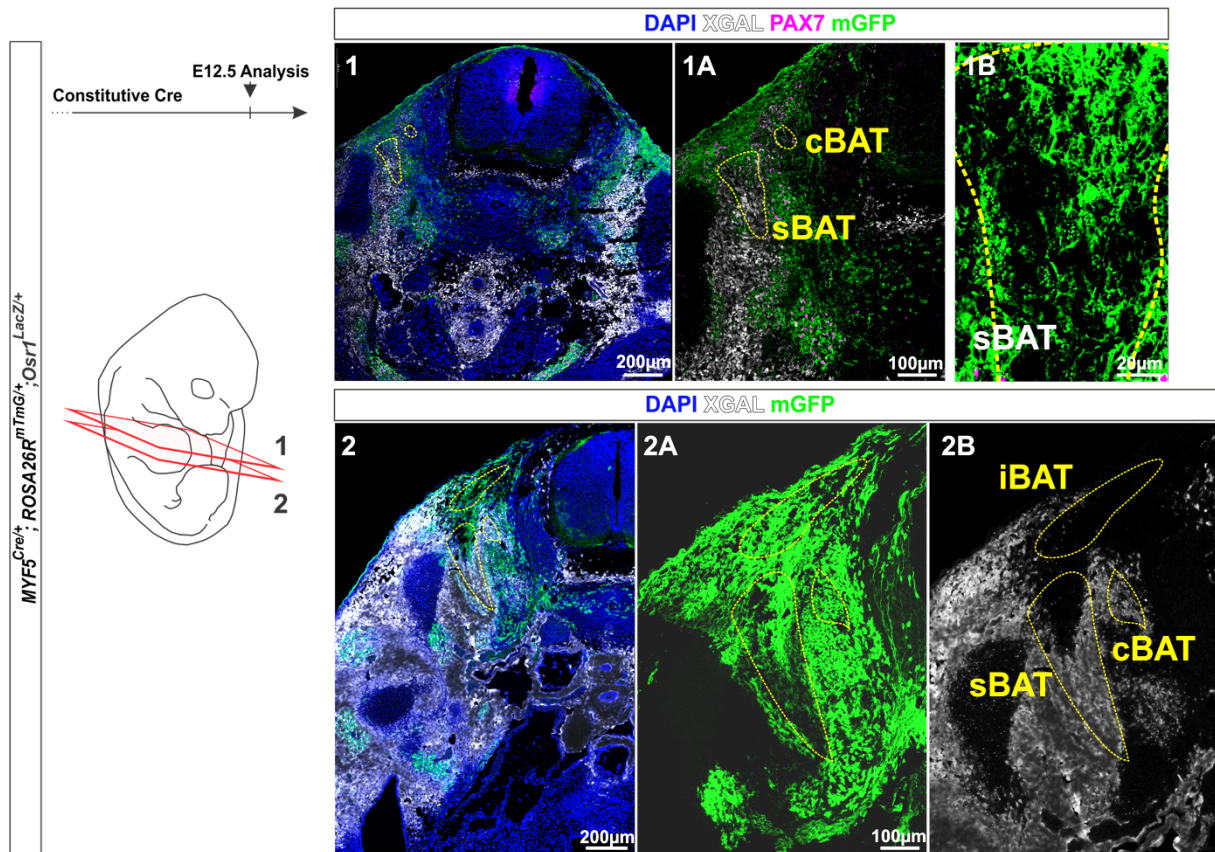 MYF5Cre/+; ROSA26RmTmG/+;Osr1LacZ/+
E12.5 Analysis
Constitutive Cre
1
2
DAPI XGAL PAX7 mGFP
1
200µm
1A
cBAT
sBAT
100µm
1B
sBAT
20µm
DAPI XGAL mGFP
2
200µm
2A
100µm
2B
iBAT
cBAT
sBAT